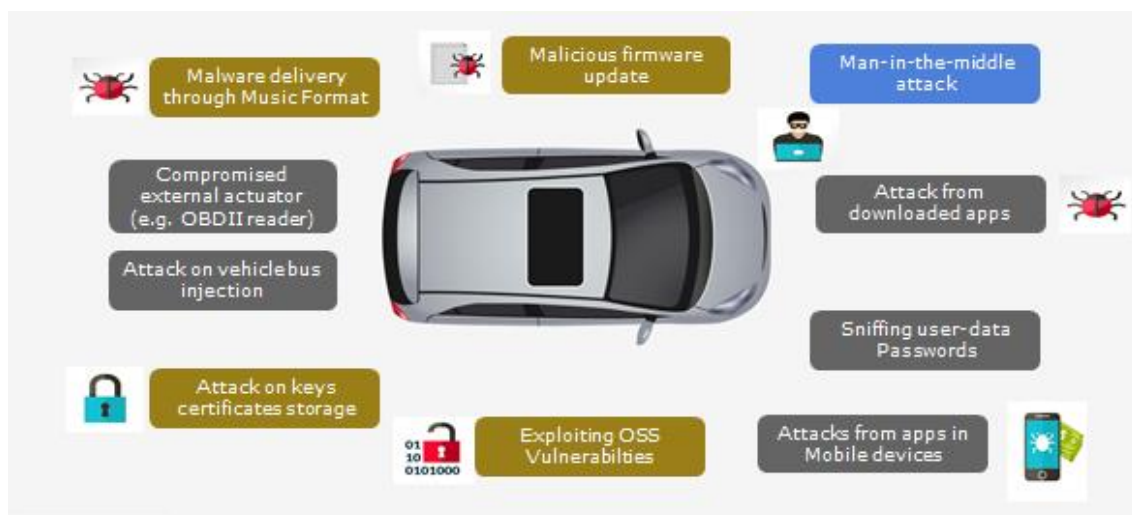 Malware delivery
through Music Format
Malicious firmware
update
Man-in-the-middle
attack
Compromised
external actuator
(e.g. OBDII reader)
Attack from
downloaded apps
Attack on vehicle bus
injection
Sniffing user-data
Passwords
Attack on keys
certificates storage
01
10
0101000
Exploiting OSS
Vulnerabilties
Attacks from apps in
Mobile devices